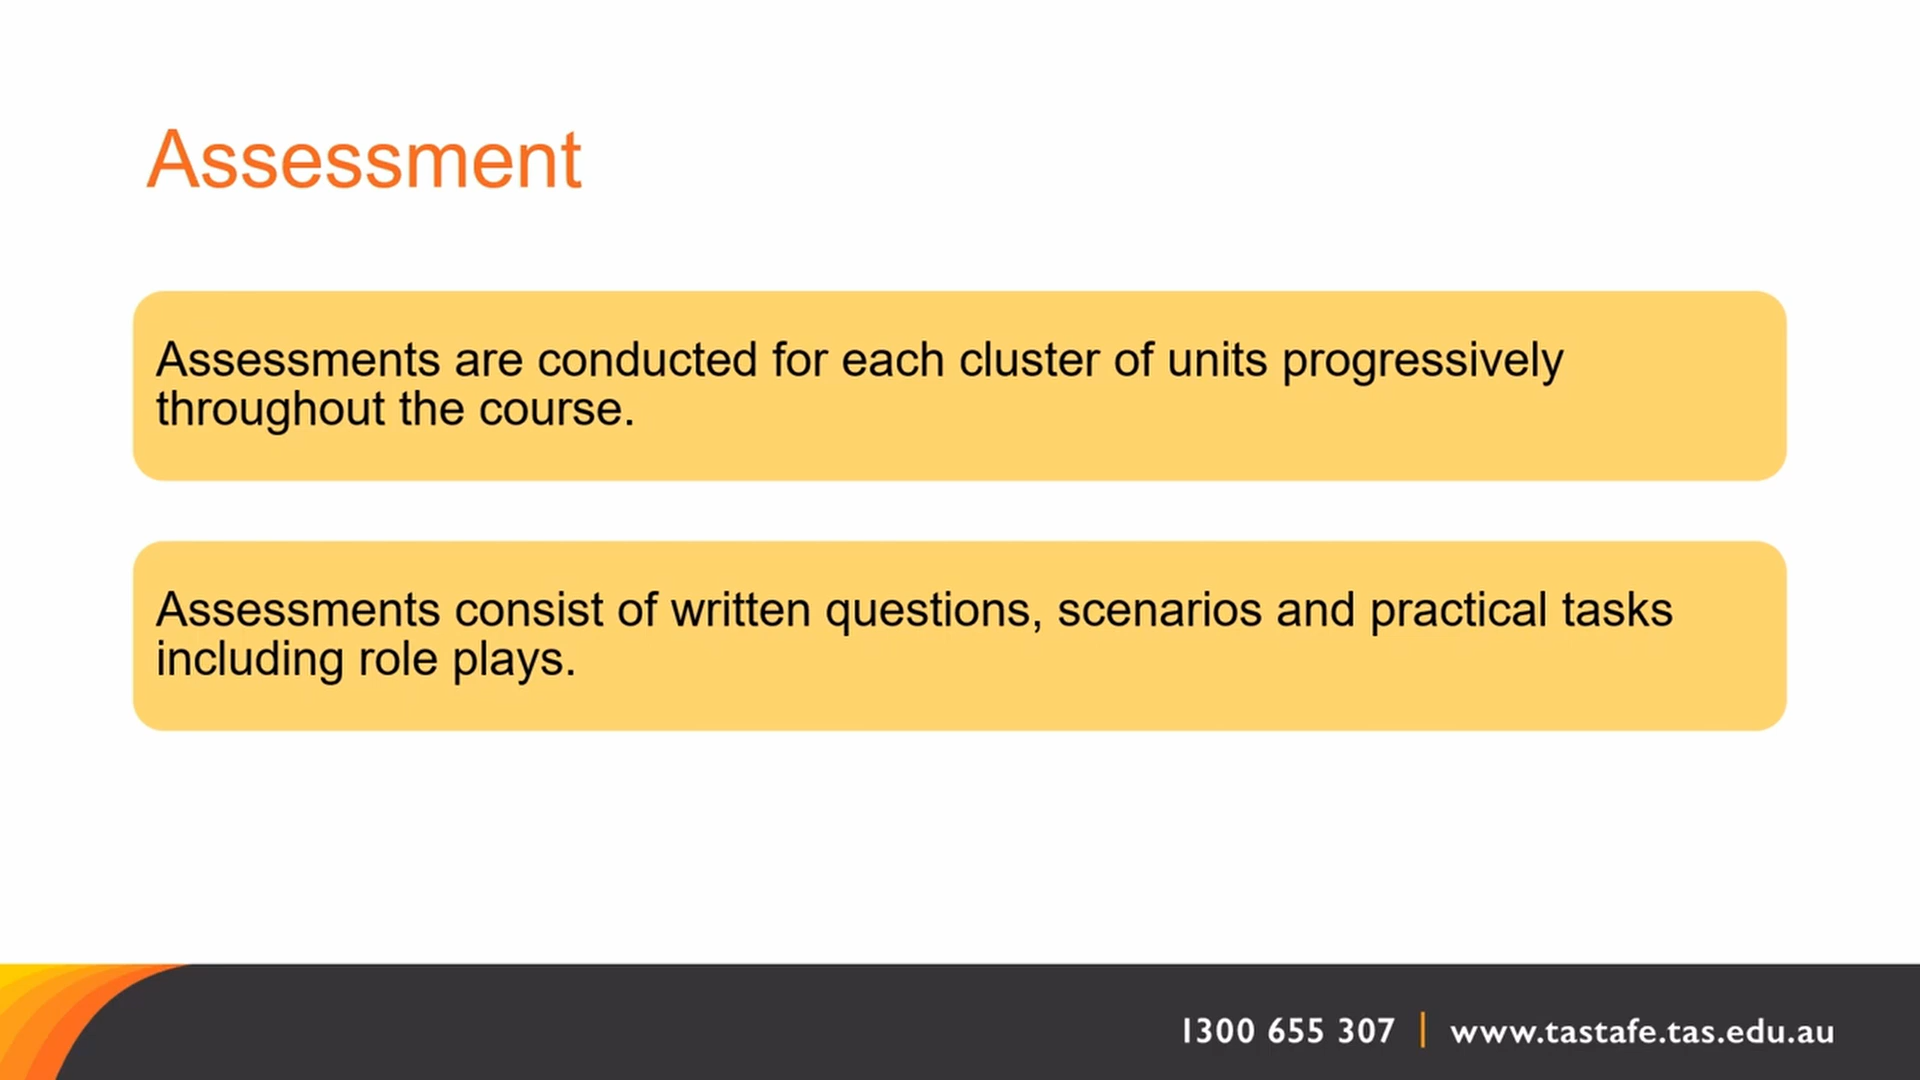 Assessment
Assessments are conducted for each cluster of units progressively
throughout the course.
Assessments consist of written questions, scenarios and practical tasks
including role plays.
1300 655 307 | www.tastafe.tas.edu.au